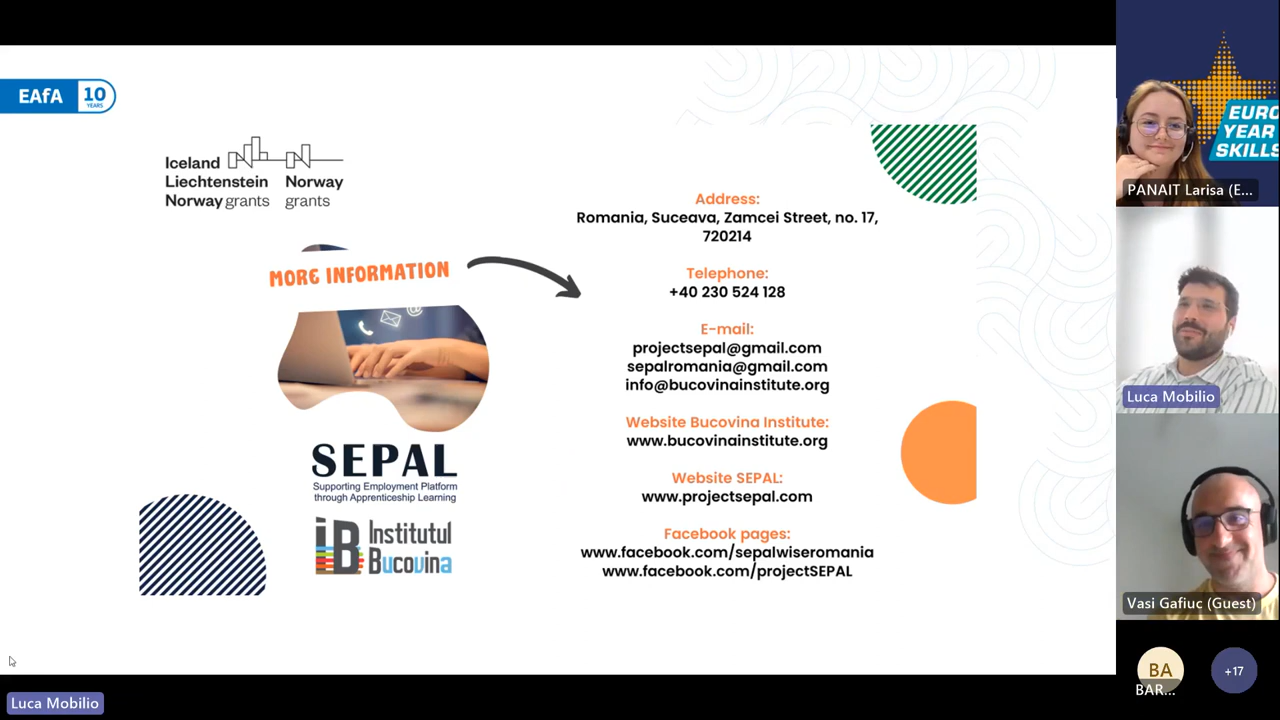 EAfA 10 YEARS
Iceland
Liechtenstein Norway
Norway grants grants
MORE INFORMATION
@
SEPAL
Supporting Employment Platform
through Apprenticeship Learning
iB Institutul
Bucovina
Address:
Romania, Suceava, Zamcei Street, no. 17,
720214
Telephone:
+40 230 524 128
E-mail:
projectsepal@gmail.com
sepalromania@gmail.com
info@bucovinainstitute.org
Website Bucovina Institute:
www.bucovinainstitute.org
Website SEPAL:
www.projectsepal.com
Facebook pages:
www.facebook.com/sepalwiseromania
www.facebook.com/projectSEPAL
Luca Mobilio
EURO
YEAR
SKILLS
PANAIT Larisa (E...
Luca Mobilio
Vasi Gafiuc (Guest)
BA
BAR...
+17